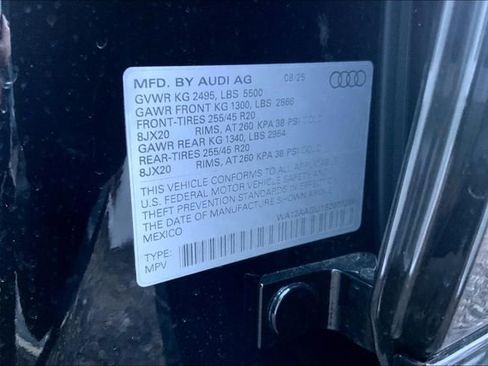 MFD. BY AUDI AG 08/25
GVWR KG 2495, LBS 5500
GAWR FRONT KG 1300, LBS 2866
FRONT-TIRES 255/45 R20
8JX20 RIMS, AT 260 KPA 38 PSI COLD
GAWR REAR KG 1340, LBS 2954
REAR-TIRES 255/45 R20
8JX20 RIMS, AT 260 KPA 38 PSI COLD
THIS VEHICLE CONFORMS TO ALL APPLICABLE
U.S. FEDERAL MOTOR VEHICLE SAFETY
THEFT PREVENTION STANDARDS IN EFFECT ON
THE DATE OF MANUFACTURE SHOWN ABOVE
MEXICO
TYPE:
MPV